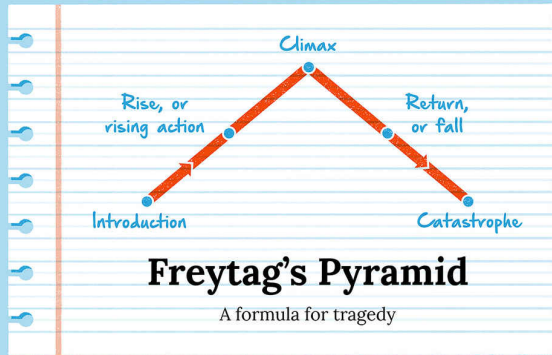 Climax
Rise, or
rising action
Return,
or fall
Introduction
Catastrophe
Freytag’s Pyramid
A formula for tragedy